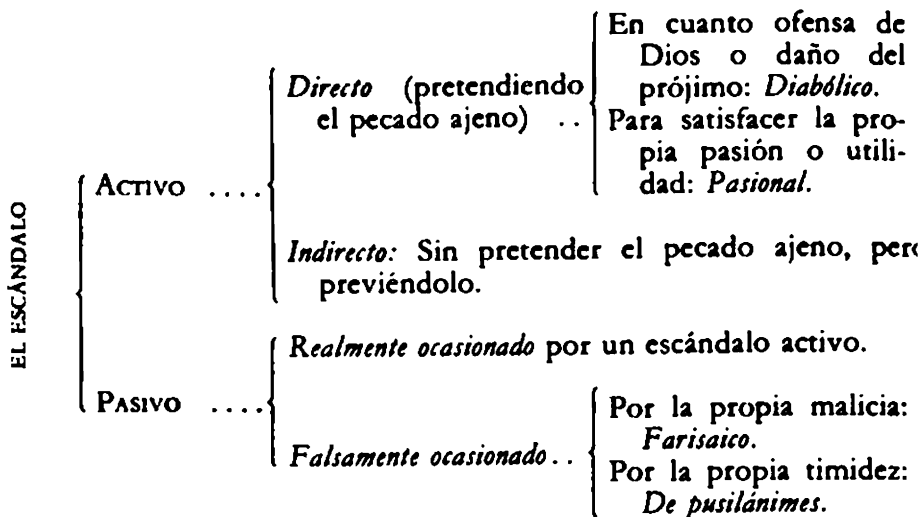 EL ESCÁNDALO
ACTIVO ....
Directo (pretendiendo
el pecado ajeno) ..
En cuanto ofensa de
Dios o daño del
prójimo: Diabólico.
Para satisfacer la pro-
pia pasión o utili-
dad: Pasional.
Indirecto: Sin pretender el pecado ajeno, pero
previéndolo.
PASIVO ....
Realmente ocasionado por un escándalo activo.
Falsamente ocasionado..
Por la propia malicia:
Farisaico.
Por la propia timidez:
De pusilánimes.